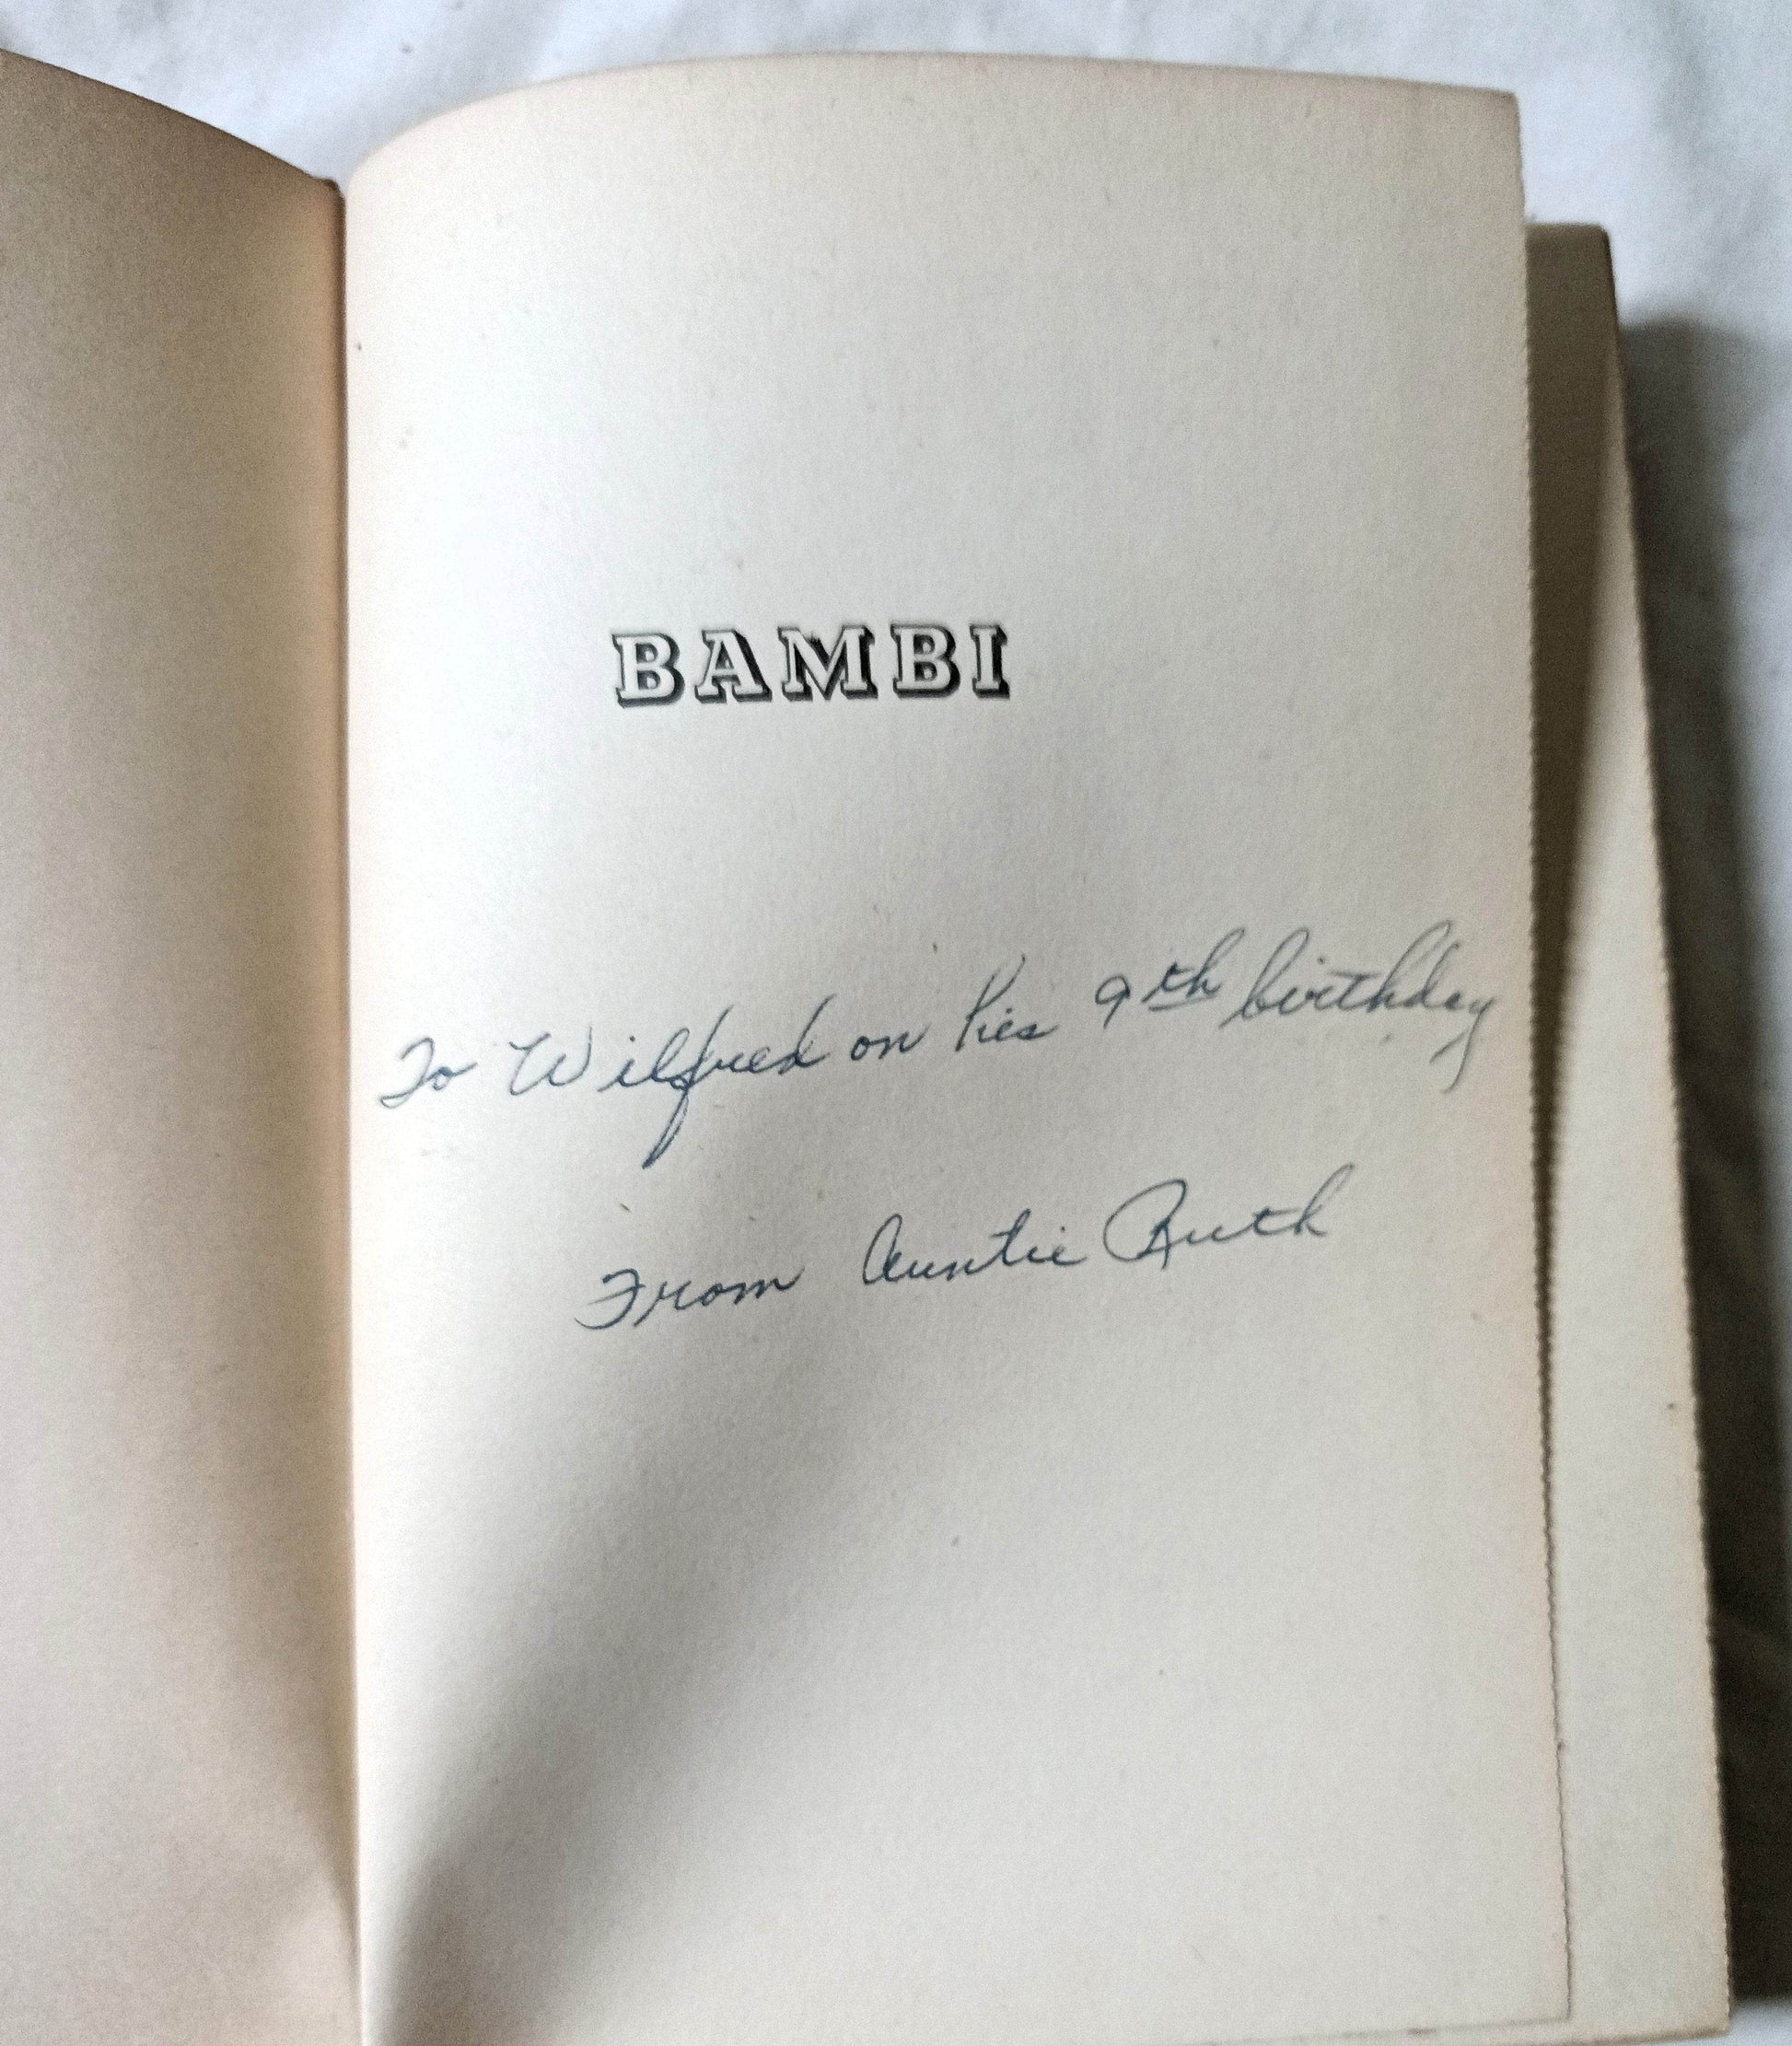 BAMBI
To Wilfred on his 9th birthday
From Auntie Ruth